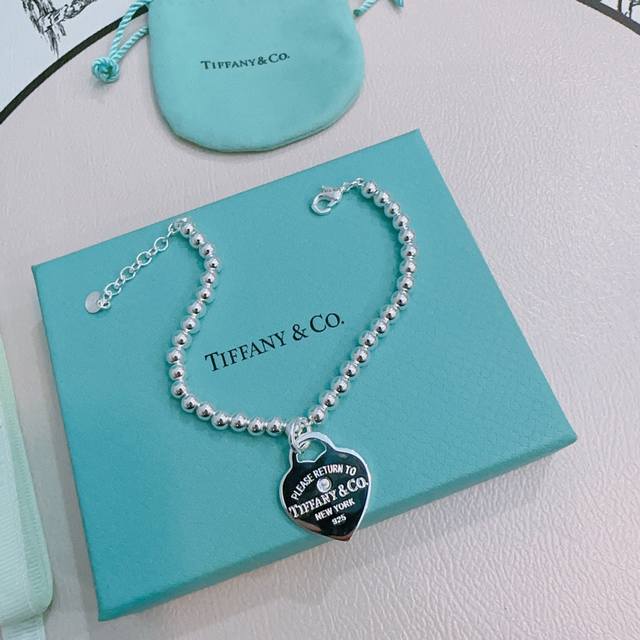 TIFFANY & CO.
TIFFANY & CO.
PLEASE RETURN TO
TIFFANY & CO.
NEW YORK
925